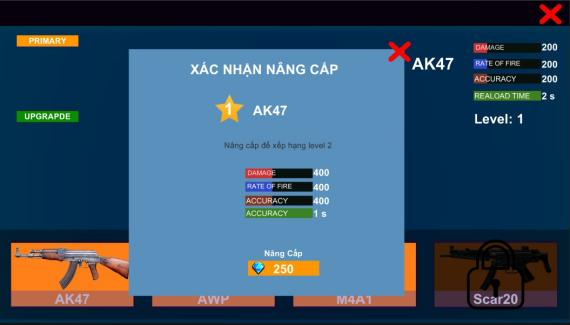 PRIMARY
UPGRAPDE
XÁC NHẬN NÂNG CẤP
1
AK47
Nâng cấp để xếp hạng level 2
DAMAGE 400
RATE OF FIRE 400
ACCURACY 400
ACCURACY 1 s
Nâng Cấp
250
AK47
DAMAGE 200
RATE OF FIRE 200
ACCURACY 200
REALOAD TIME 2 s
Level: 1
AK47
AWP
M4A1
Scar20